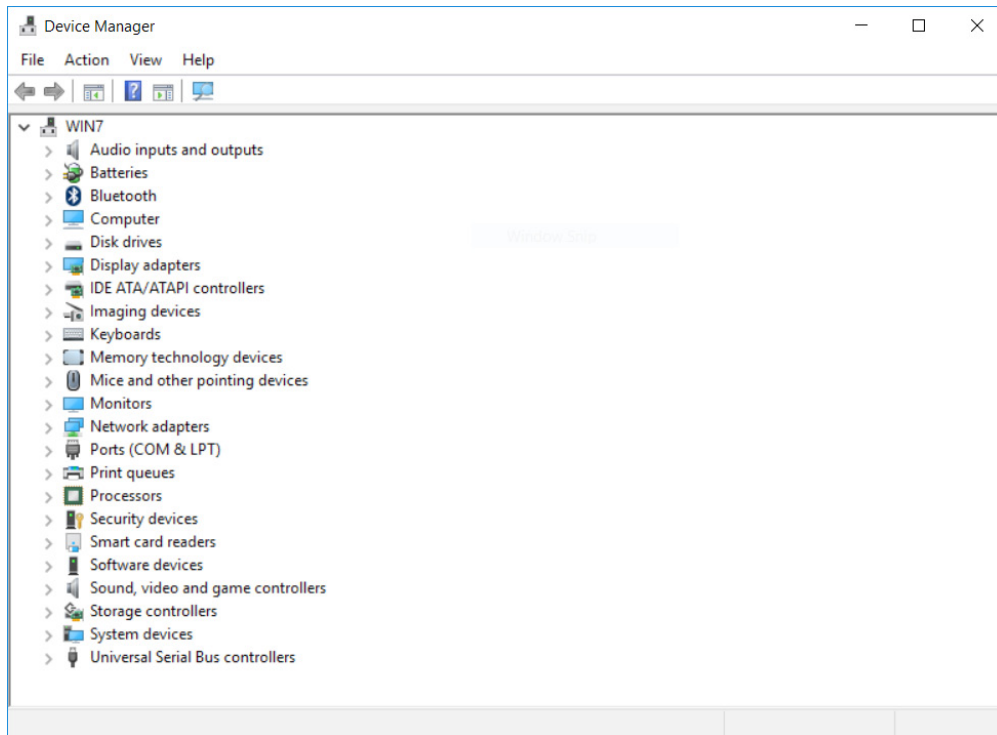 Device Manager
File Action View Help
WIN7
Audio inputs and outputs
Batteries
Bluetooth
Computer
Disk drives
Window Snip
Display adapters
IDE ATA/ATAPI controllers
Imaging devices
Keyboards
Memory technology devices
Mice and other pointing devices
Monitors
Network adapters
Ports (COM & LPT)
Print queues
Processors
Security devices
Smart card readers
Software devices
Sound, video and game controllers
Storage controllers
System devices
Universal Serial Bus controllers